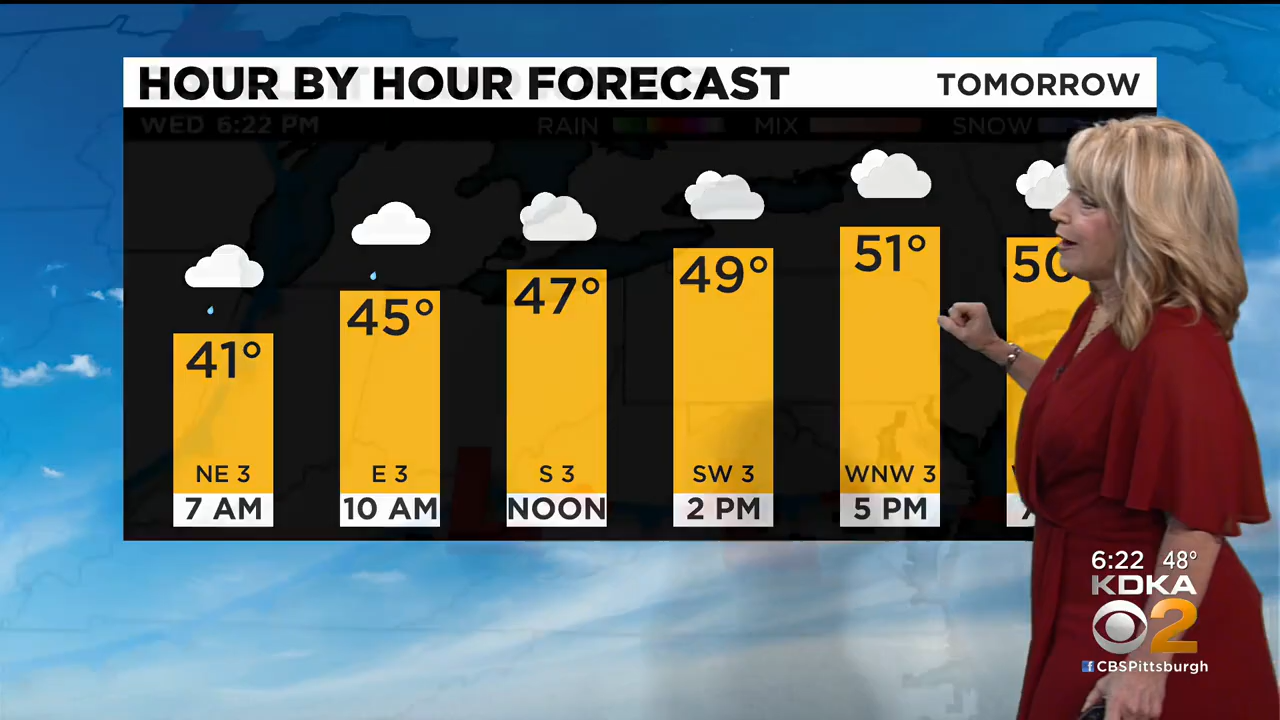 HOUR BY HOUR FORECAST TOMORROW
WED 6:22 PM RAIN MIX SNOW
41° 45° 47° 49° 51° 50
NE 3 E 3 S 3 SW 3 WNW 3
7 AM 10 AM NOON 2 PM 5 PM
6:22 48°
KDKA
2
CBSPittsburgh